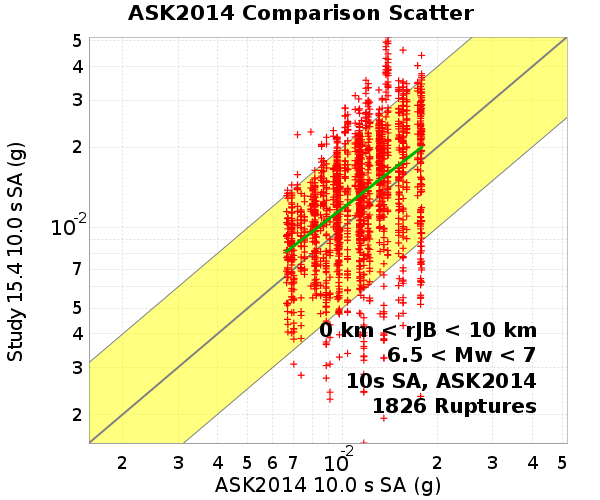 ASK2014 Comparison Scatter
Study 15.4 10.0 s SA (g)
5
4
3
2
10-2
7
5
4
3
2
0 km < rJB < 10 km
6.5 < Mw < 7
10s SA, ASK2014
1826 Ruptures
2 3 4 5 6 7 10-2 2 3 4 5
ASK2014 10.0 s SA (g)